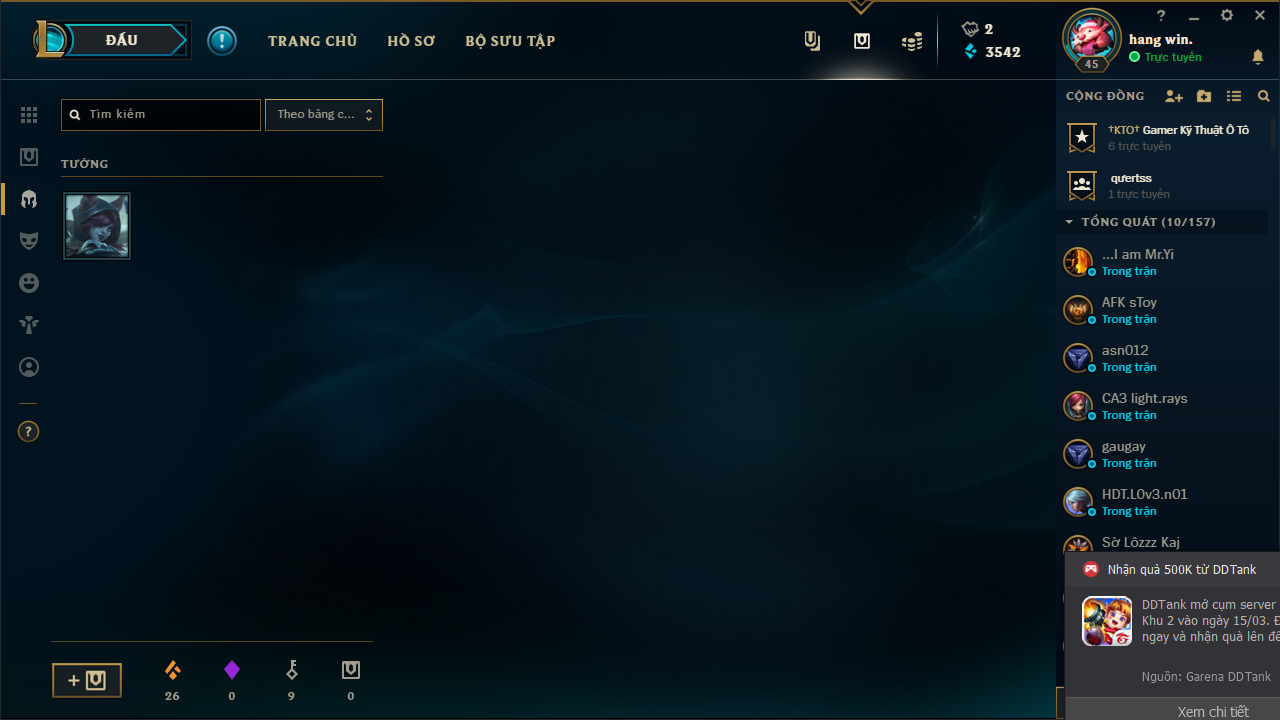 ĐẤU
TRANG CHỦ
HỒ SƠ
BỘ SƯU TẬP
2
3542
45
hang win.
Trực tuyến
Tìm kiếm
Theo bảng c...
TƯỚNG
CỘNG ĐỒNG
†KTO† Gamer Kỹ Thuật Ô Tô
6 trực tuyến
qưertss
1 trực tuyến
TỔNG QUÁT (10/157)
...I am Mr.Yi
Trong trận
AFK sToy
Trong trận
asn012
Trong trận
CA3 light.rays
Trong trận
gaugay
Trong trận
HDT.L0v3.n01
Trong trận
Sờ Lôzzz Kaj
Nhận quà 500K từ DDTank
DDTank mở cụm server
Khu 2 vào ngày 15/03. Đ
ngay và nhận quà lên đế
Nguồn: Garena DDTank
Xem chi tiết
26
0
9
0